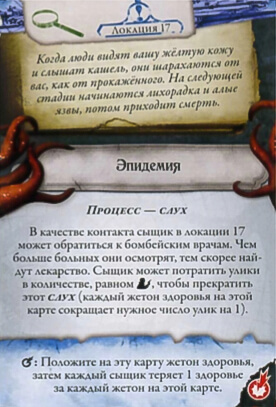 Локация 17
Когда люди видят вашу жёлтую кожу
и слышат кашель, они шарахаются от
вас, как от прокажённого. На следующей
стадии начинаются лихорадка и алые
язвы, потом приходит смерть.
Эпидемия
Процесс — слух
В качестве контакта сыщик в локации 17
может обратиться к бомбейским врачам. Чем
больше больных они осмотрят, тем скорее най-
дут лекарство. Сыщик может потратить улики
в количестве, равном , чтобы прекратить
этот слух (каждый жетон здоровья на этой
карте сокращает нужное число улик на 1).
: Положите на эту карту жетон здоровья,
затем каждый сыщик теряет 1 здоровье
за каждый жетон на этой карте.